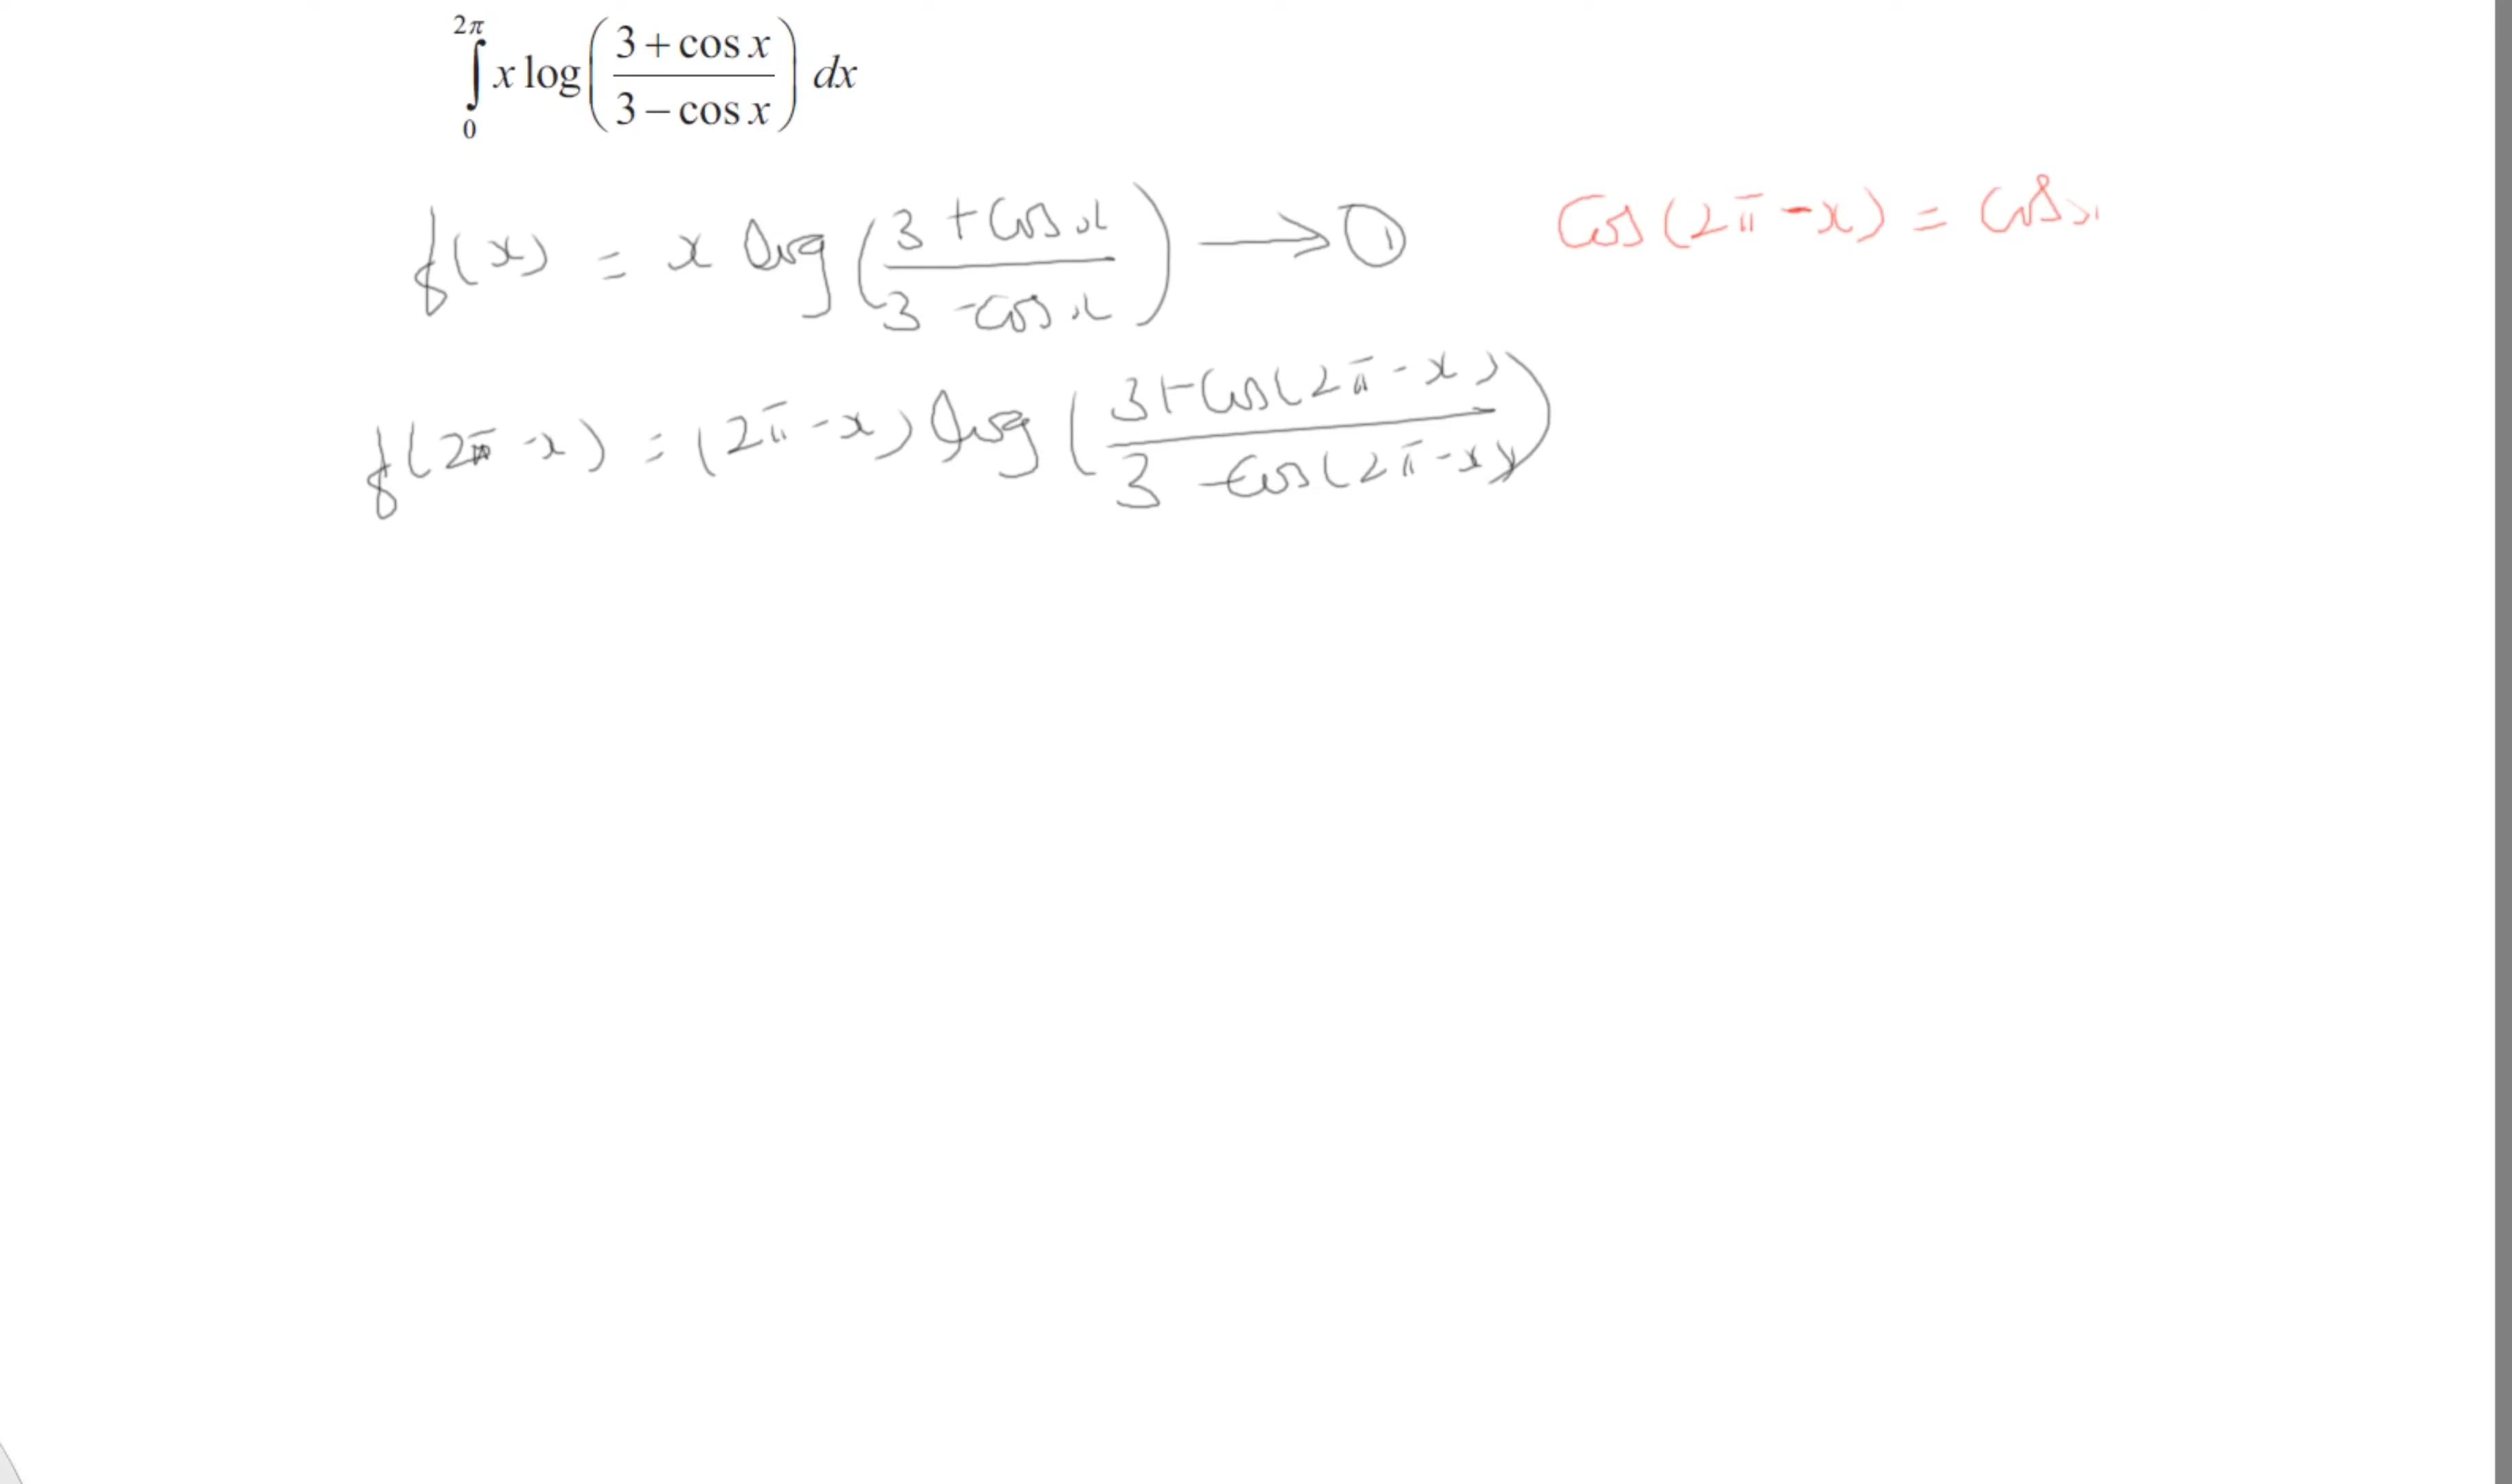 ∫₀^{2π} x log((3 + cos x)/(3 − cos x)) dx
f(x) = x log((3 + cos x)/(3 − cos x)) → ①
cos(2π − x) = cos x
f(2π − x) = (2π − x) log((3 + cos(2π − x))/(3 − cos(2π − x)))